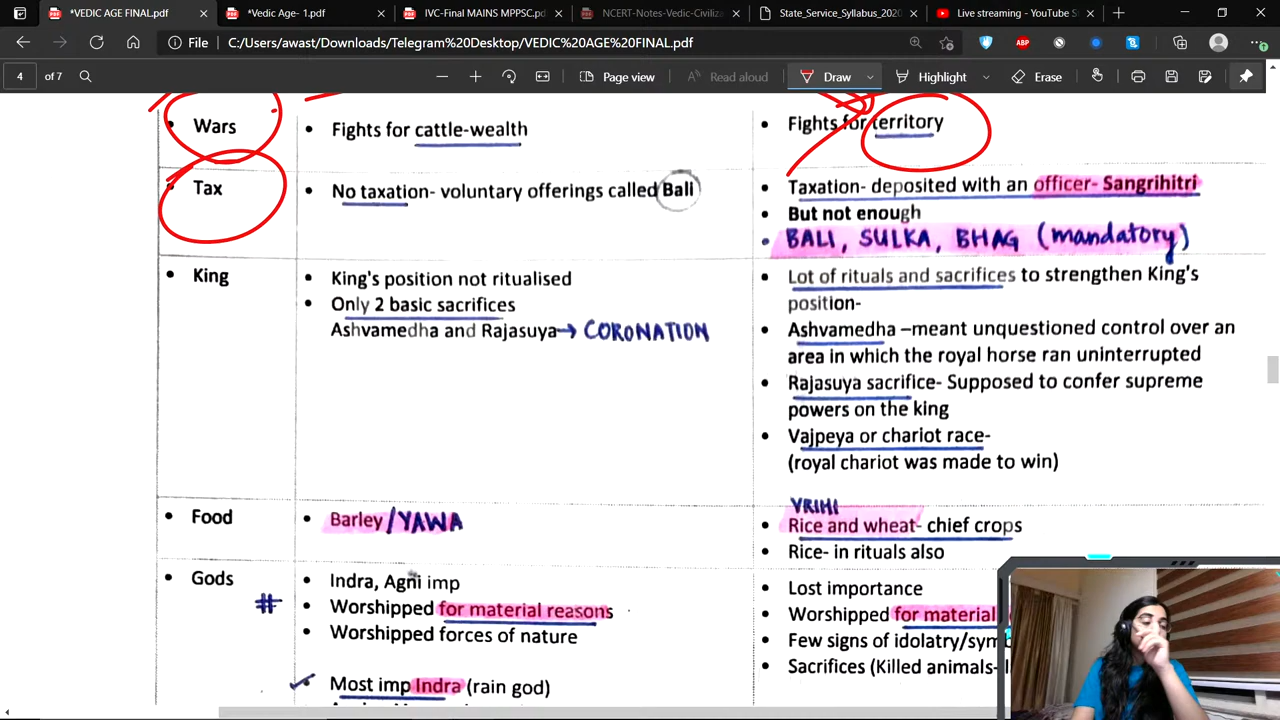 *VEDIC AGE FINAL.pdf
*Vedic Age- 1.pdf
IVC-Final MAINS MPPSC.pdf
NCERT-Notes-Vedic-Civiliza
State_Service_Syllabus_202
Live streaming - YouTube S
File
C:/Users/awast/Downloads/Telegram%20Desktop/VEDIC%20AGE%20FINAL.pdf
4 of 7
Page view
Read aloud
Draw
Highlight
Erase
ABP
Wars
Fights for cattle-wealth
Fights for territory
Tax
No taxation- voluntary offerings called Bali
Taxation- deposited with an officer- Sangrihitri
But not enough
BALI, SULKA, BHAG (mandatory)
King
King's position not ritualised
Only 2 basic sacrifices
Ashvamedha and Rajasuya→ CORONATION
Lot of rituals and sacrifices to strengthen King's
position-
Ashvamedha –meant unquestioned control over an
area in which the royal horse ran uninterrupted
Rajasuya sacrifice- Supposed to confer supreme
powers on the king
Vajpeya or chariot race-
(royal chariot was made to win)
Food
Barley/YAWA
VRIHI
Rice and wheat- chief crops
Rice- in rituals also
Gods
#
Indra, Agni imp
Worshipped for material reasons
Worshipped forces of nature
Most imp Indra (rain god)
Lost importance
Worshipped for material
Few signs of idolatry/sym
Sacrifices (Killed animals-